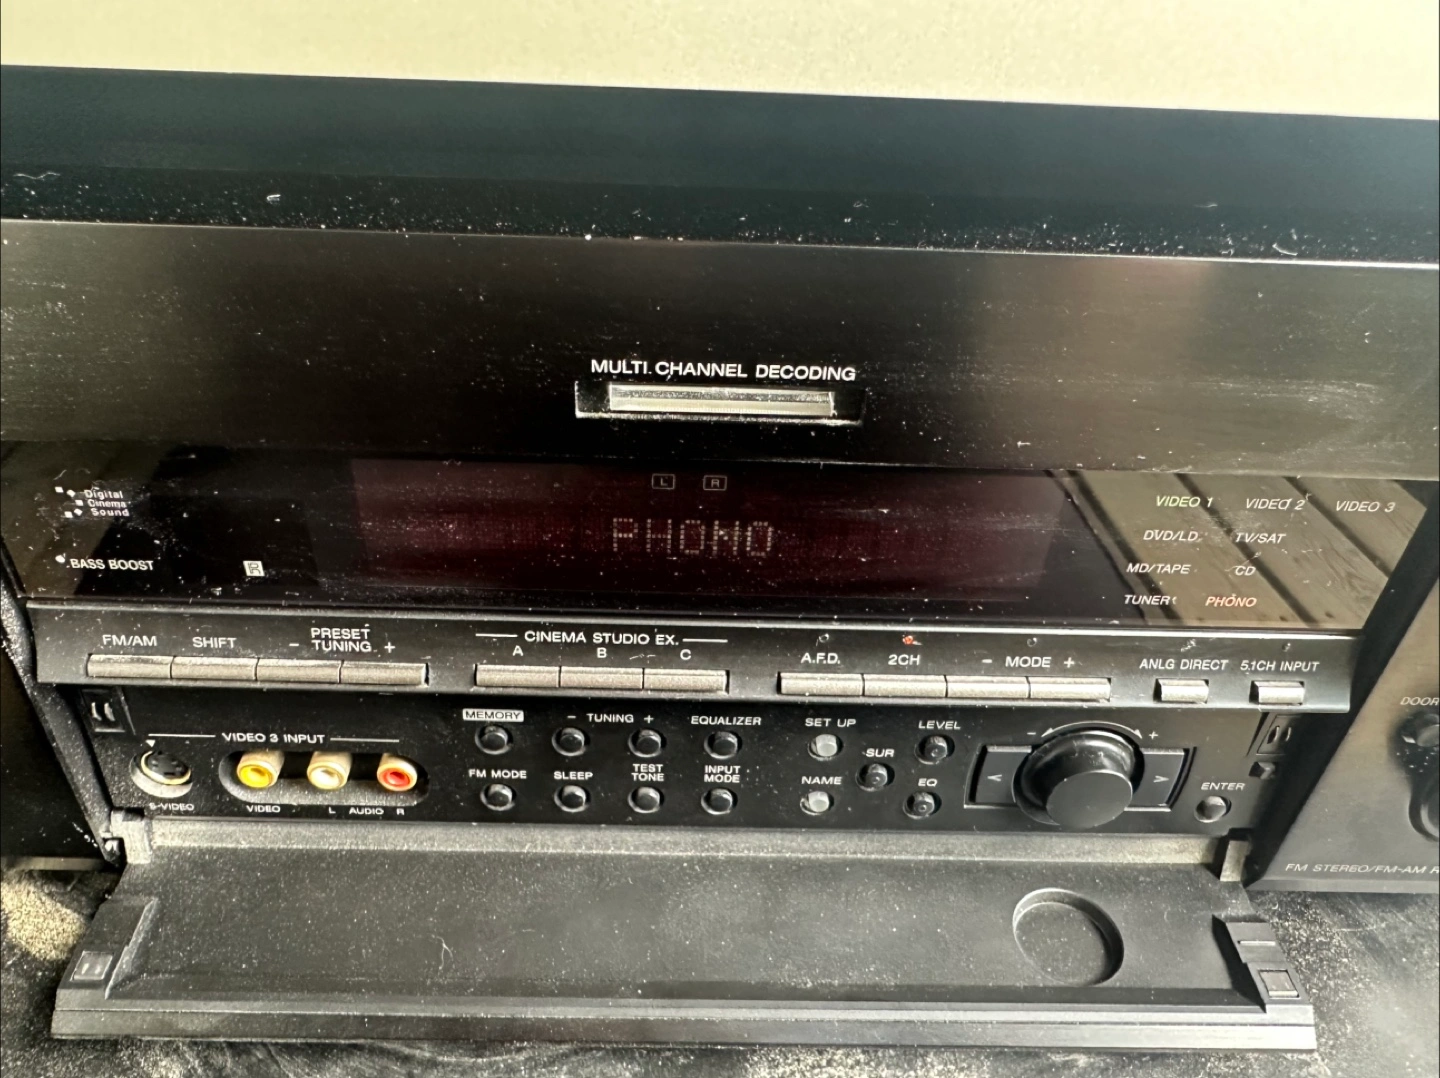 MULTI CHANNEL DECODING
L R
PHONO
Digital
Cinema
Sound
BASS BOOST
VIDEO 1 VIDEO 2 VIDEO 3
DVD/LD TV/SAT
MD/TAPE CD
TUNER PHONO
FM/AM SHIFT - PRESET TUNING +
CINEMA STUDIO EX.
A B C
A.F.D. 2CH - MODE + ANLG DIRECT 5.1CH INPUT
MEMORY - TUNING + EQUALIZER SET UP LEVEL
VIDEO 3 INPUT
SUR
- +
< >
FM MODE SLEEP TEST TONE INPUT MODE NAME EQ ENTER
S-VIDEO VIDEO L AUDIO R
DOOR
FM STEREO/FM-AM R